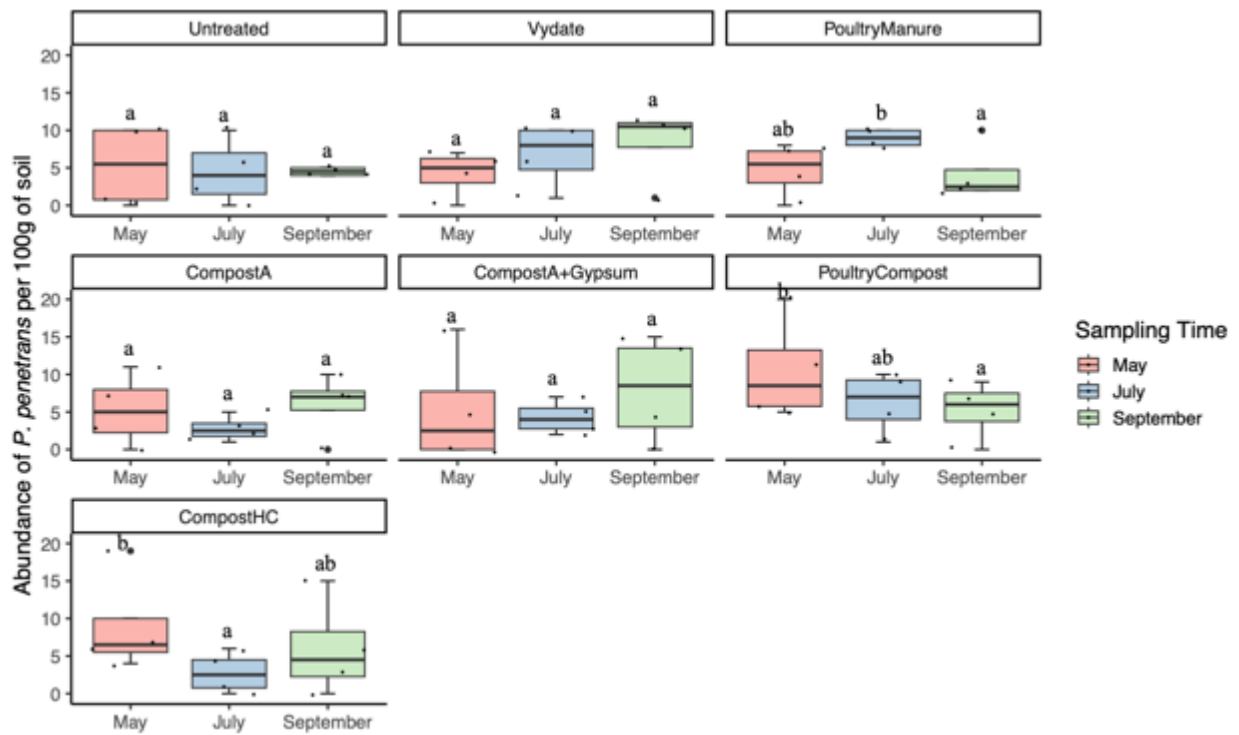 Untreated Vydate PoultryManure
20
15
a a a a a ab b a
10
5
0
May July September May July September May July September
CompostA CompostA+Gypsum PoultryCompost
20
15
a a a a a a b ab a
10
5
0
May July September May July September May July September
CompostHC
20
15
b a ab
10
5
0
May July September
Abundance of P. penetrans per 100g of soil
Sampling Time
May
July
September